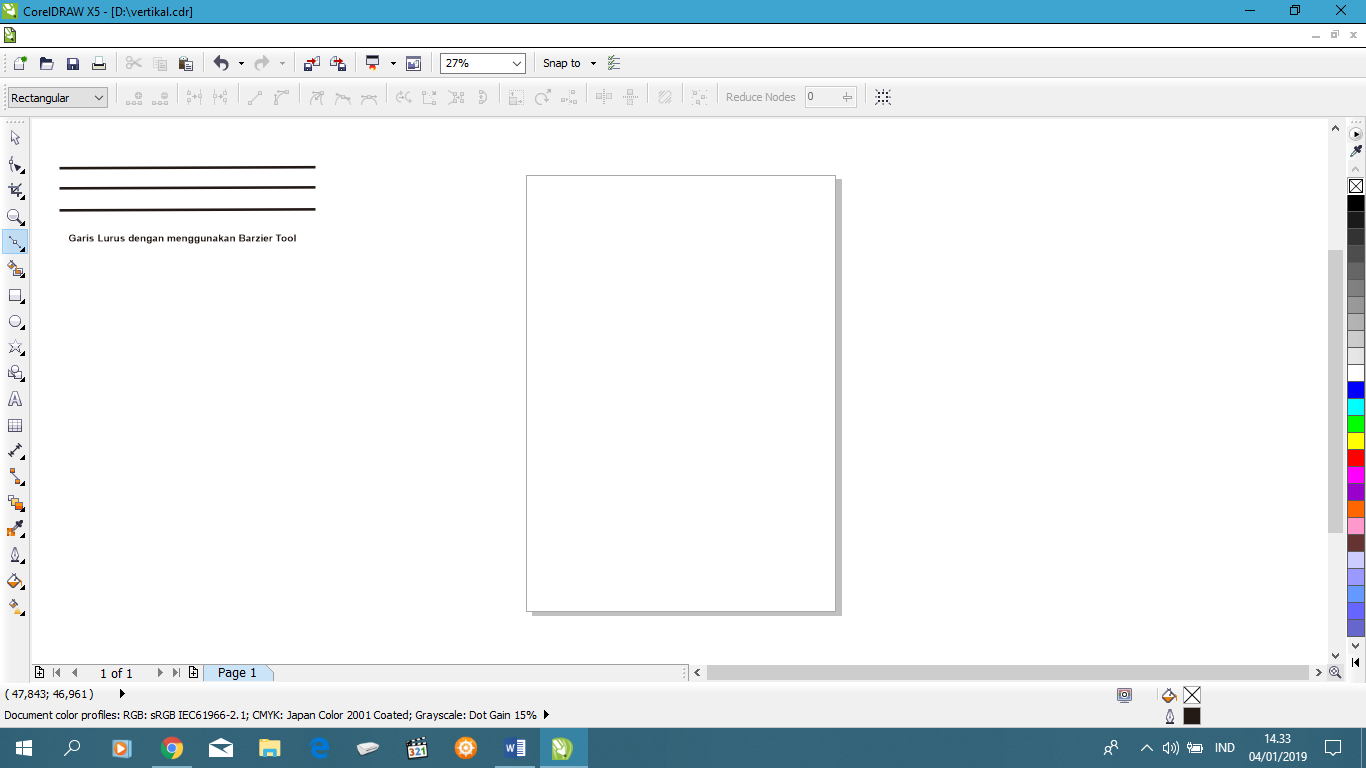 CorelDRAW X5 - [D:\vertikal.cdr]
27%
Snap to
Rectangular
Reduce Nodes
0
Garis Lurus dengan menggunakan Barzier Tool
1 of 1
Page 1
( 47,843; 46,961 )
Document color profiles: RGB: sRGB IEC61966-2.1; CMYK: Japan Color 2001 Coated; Grayscale: Dot Gain 15%
321
IND
14.33
04/01/2019